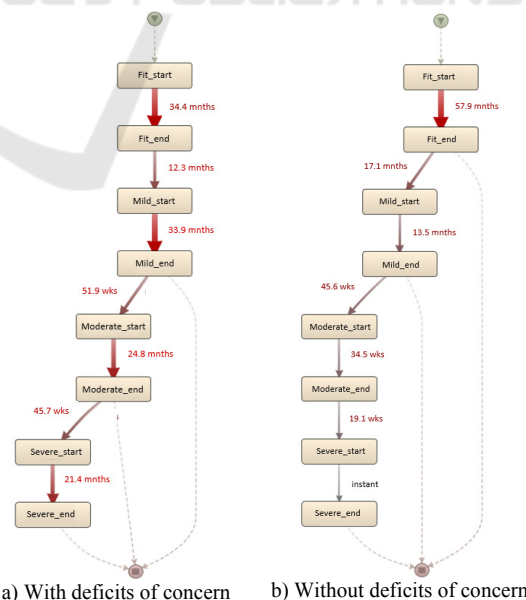 Fit_start
34.4 mnths
Fit_end
12.3 mnths
Mild_start
33.9 mnths
Mild_end
51.9 wks
Moderate_start
24.8 mnths
Moderate_end
45.7 wks
Severe_start
21.4 mnths
Severe_end
a) With deficits of concern
Fit_start
57.9 mnths
Fit_end
17.1 mnths
Mild_start
13.5 mnths
Mild_end
45.6 wks
Moderate_start
34.5 wks
Moderate_end
19.1 wks
Severe_start
instant
Severe_end
b) Without deficits of concern